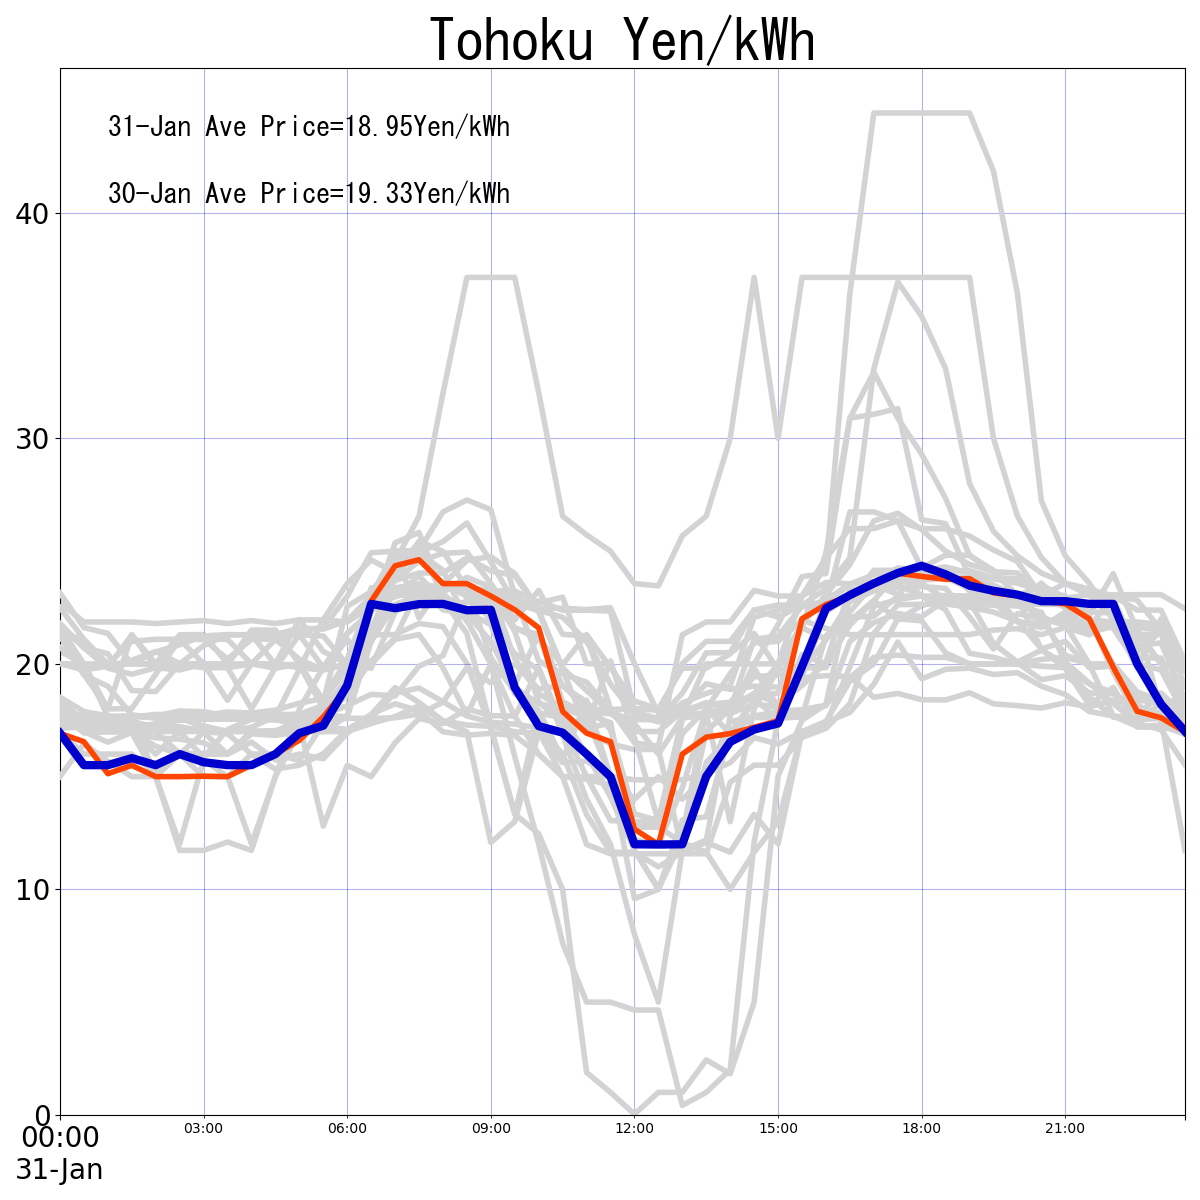 Tohoku Yen/kWh
31-Jan Ave Price=18.95Yen/kWh
30-Jan Ave Price=19.33Yen/kWh
40
30
20
10
0
00:00 03:00 06:00 09:00 12:00 15:00 18:00 21:00
31-Jan